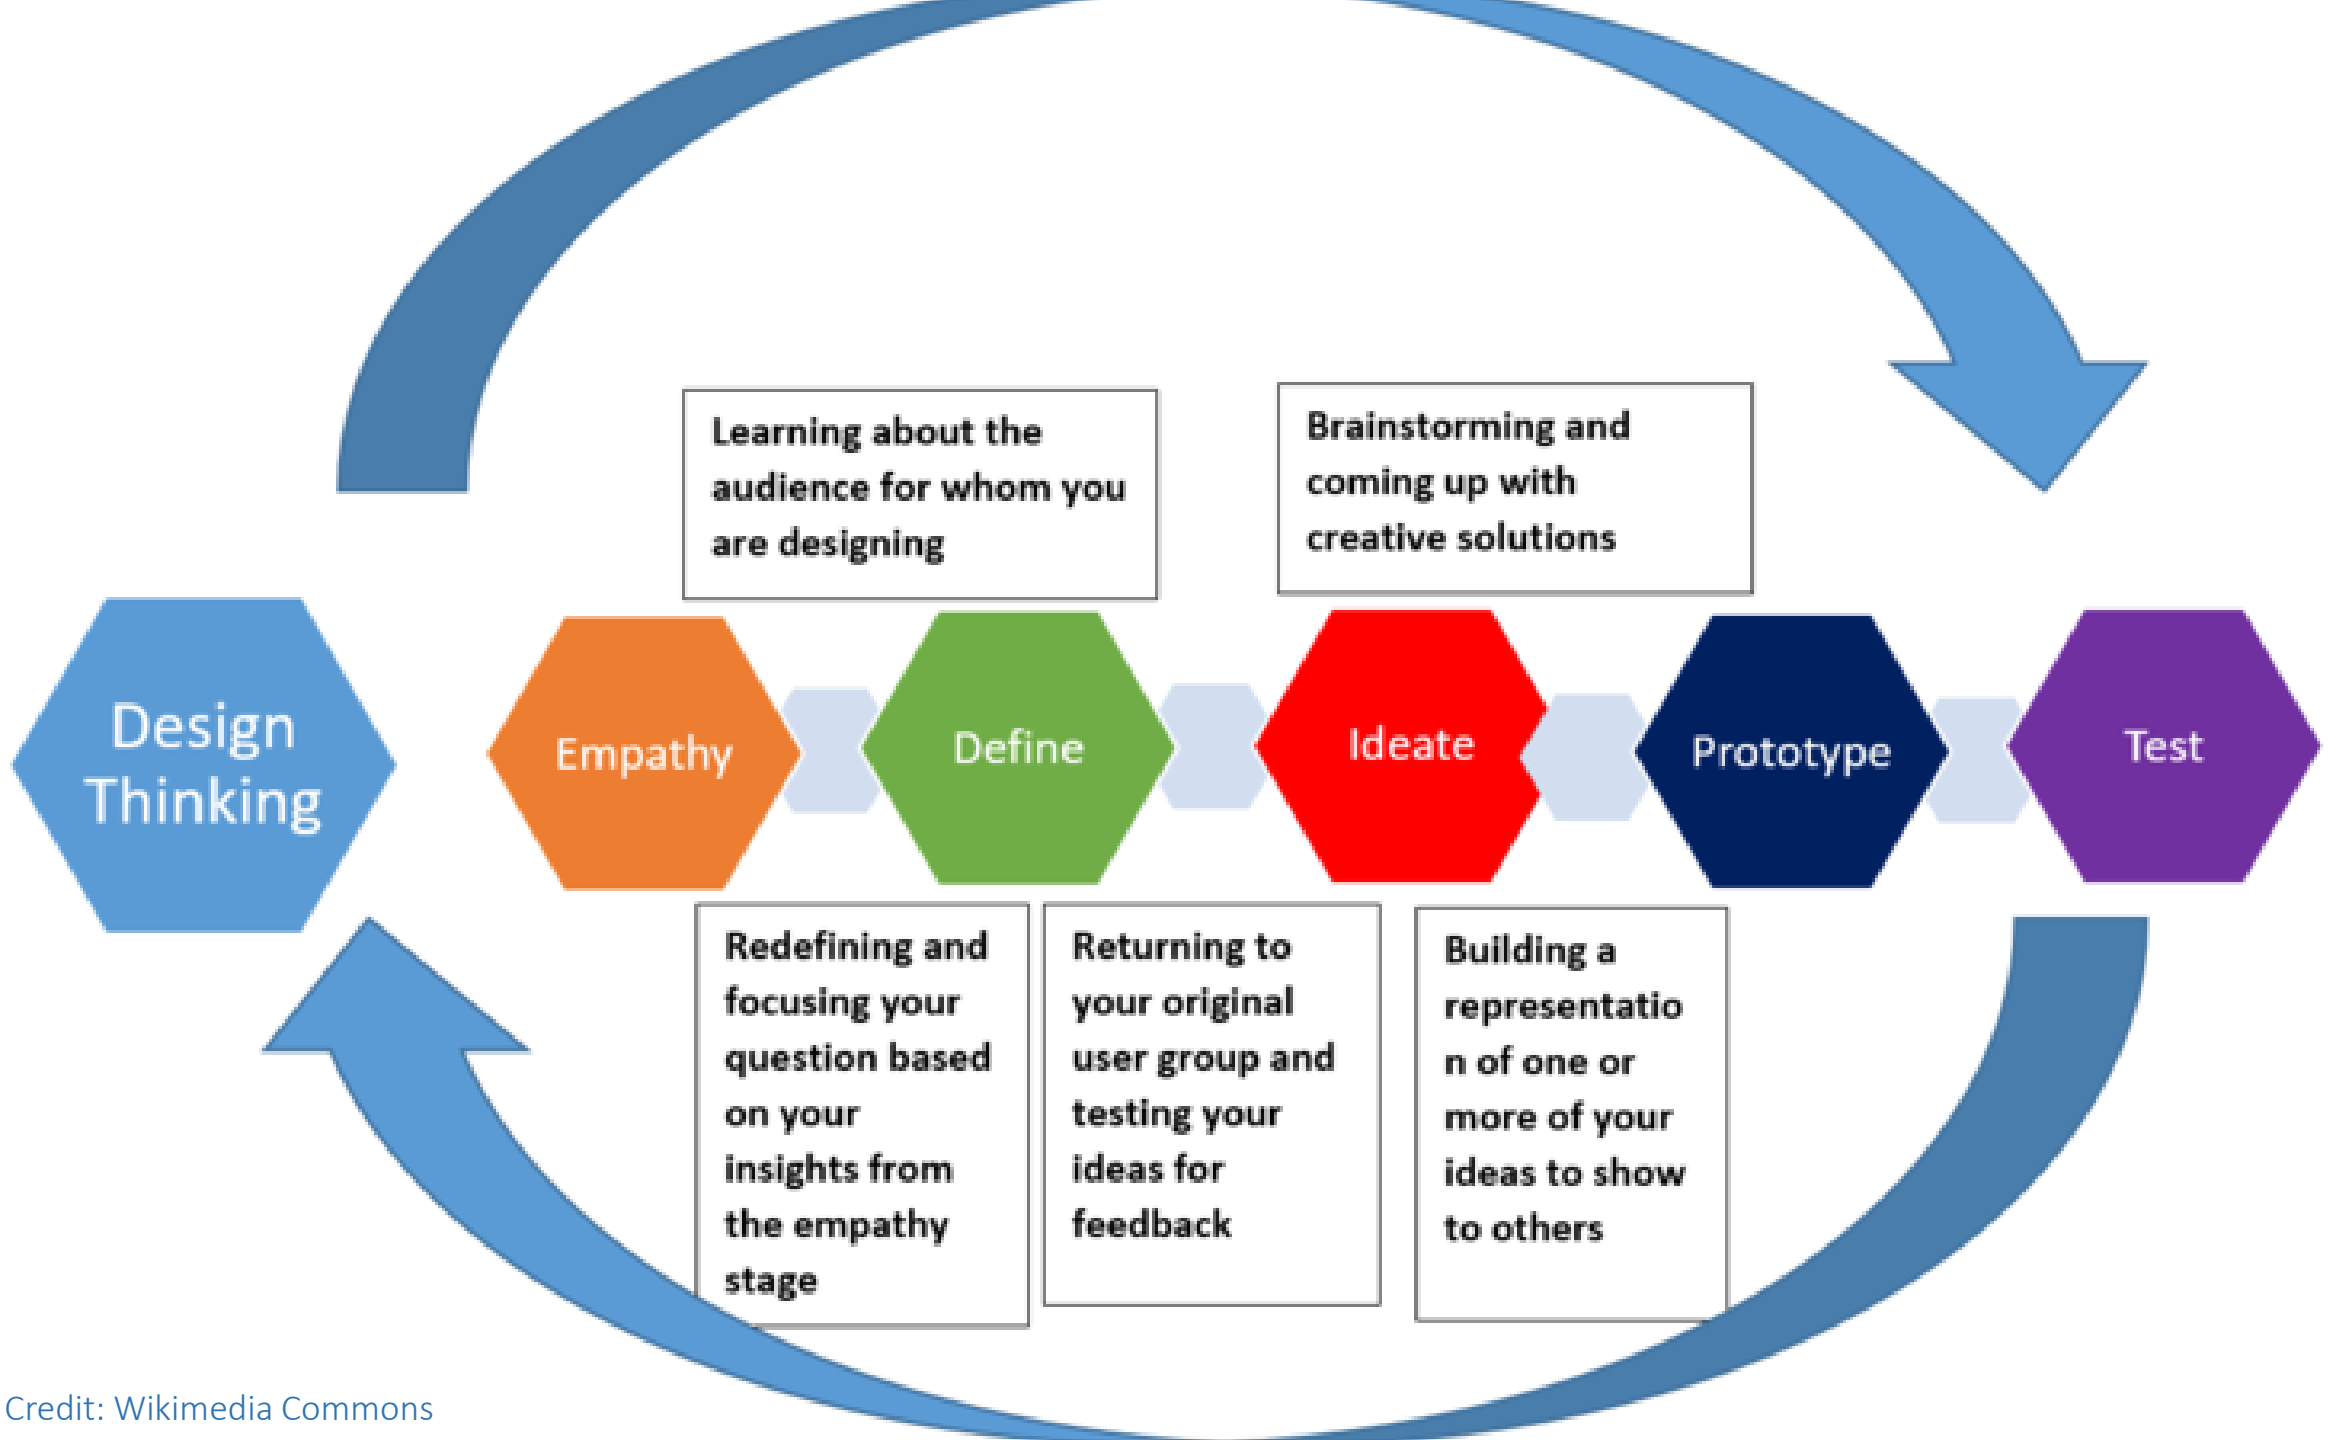 Learning about the
audience for whom you
are designing
Brainstorming and
coming up with
creative solutions
Design
Thinking
Empathy
Define
Ideate
Prototype
Test
Redefining and
focusing your
question based
on your
insights from
the empathy
stage
Returning to
your original
user group and
testing your
ideas for
feedback
Building a
representatio
n of one or
more of your
ideas to show
to others
Credit: Wikimedia Commons